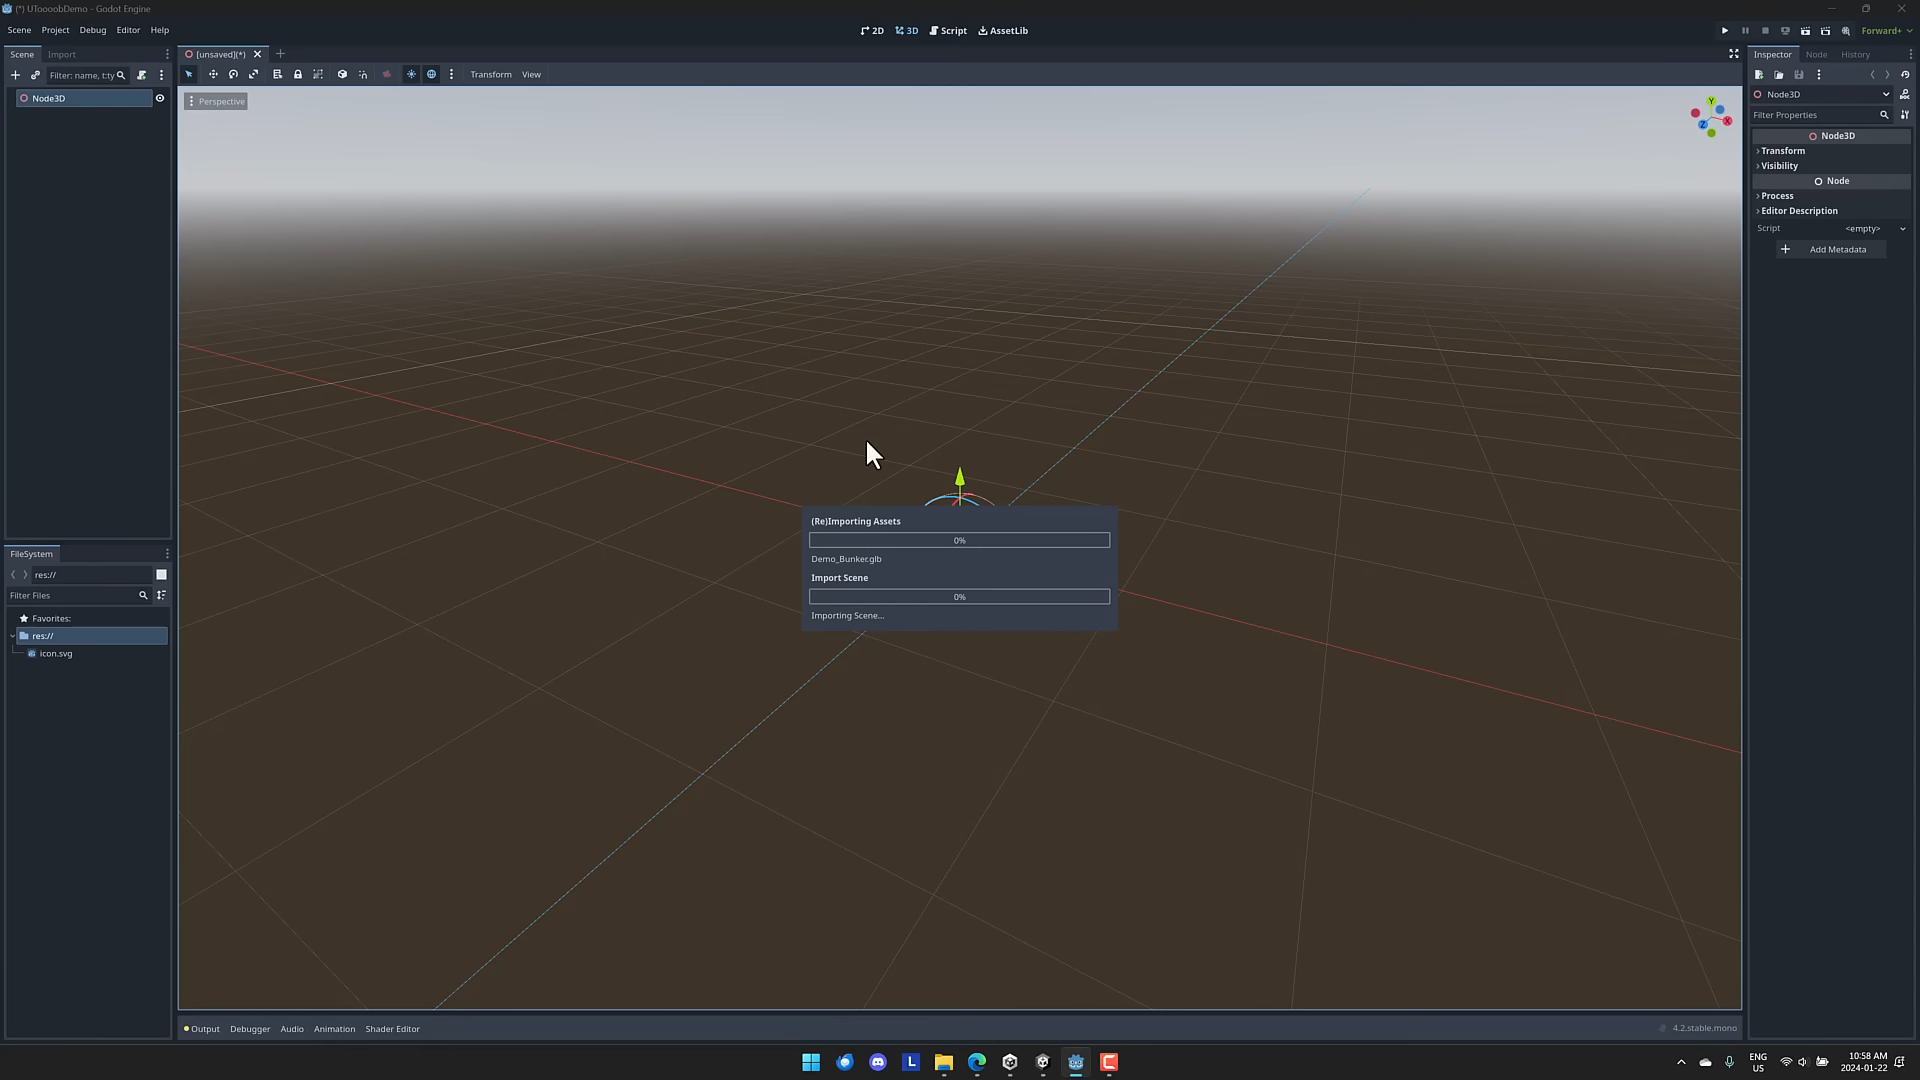 (*) UToooobDemo - Godot Engine
Scene Project Debug Editor Help
2D 3D Script AssetLib
Forward+
Scene Import
[unsaved](*)
Inspector Node History
Filter: name, t:ty
Transform View
Node3D
Perspective
Y
X
Z
Node3D
Filter Properties
Node3D
Transform
Visibility
Node
Process
Editor Description
Script <empty>
Add Metadata
(Re)Importing Assets
0%
Demo_Bunker.glb
Import Scene
0%
Importing Scene...
FileSystem
res://
Filter Files
Favorites:
res://
icon.svg
Output Debugger Audio Animation Shader Editor
4.2.stable.mono
L
C
ENG
US
10:58 AM
2024-01-22